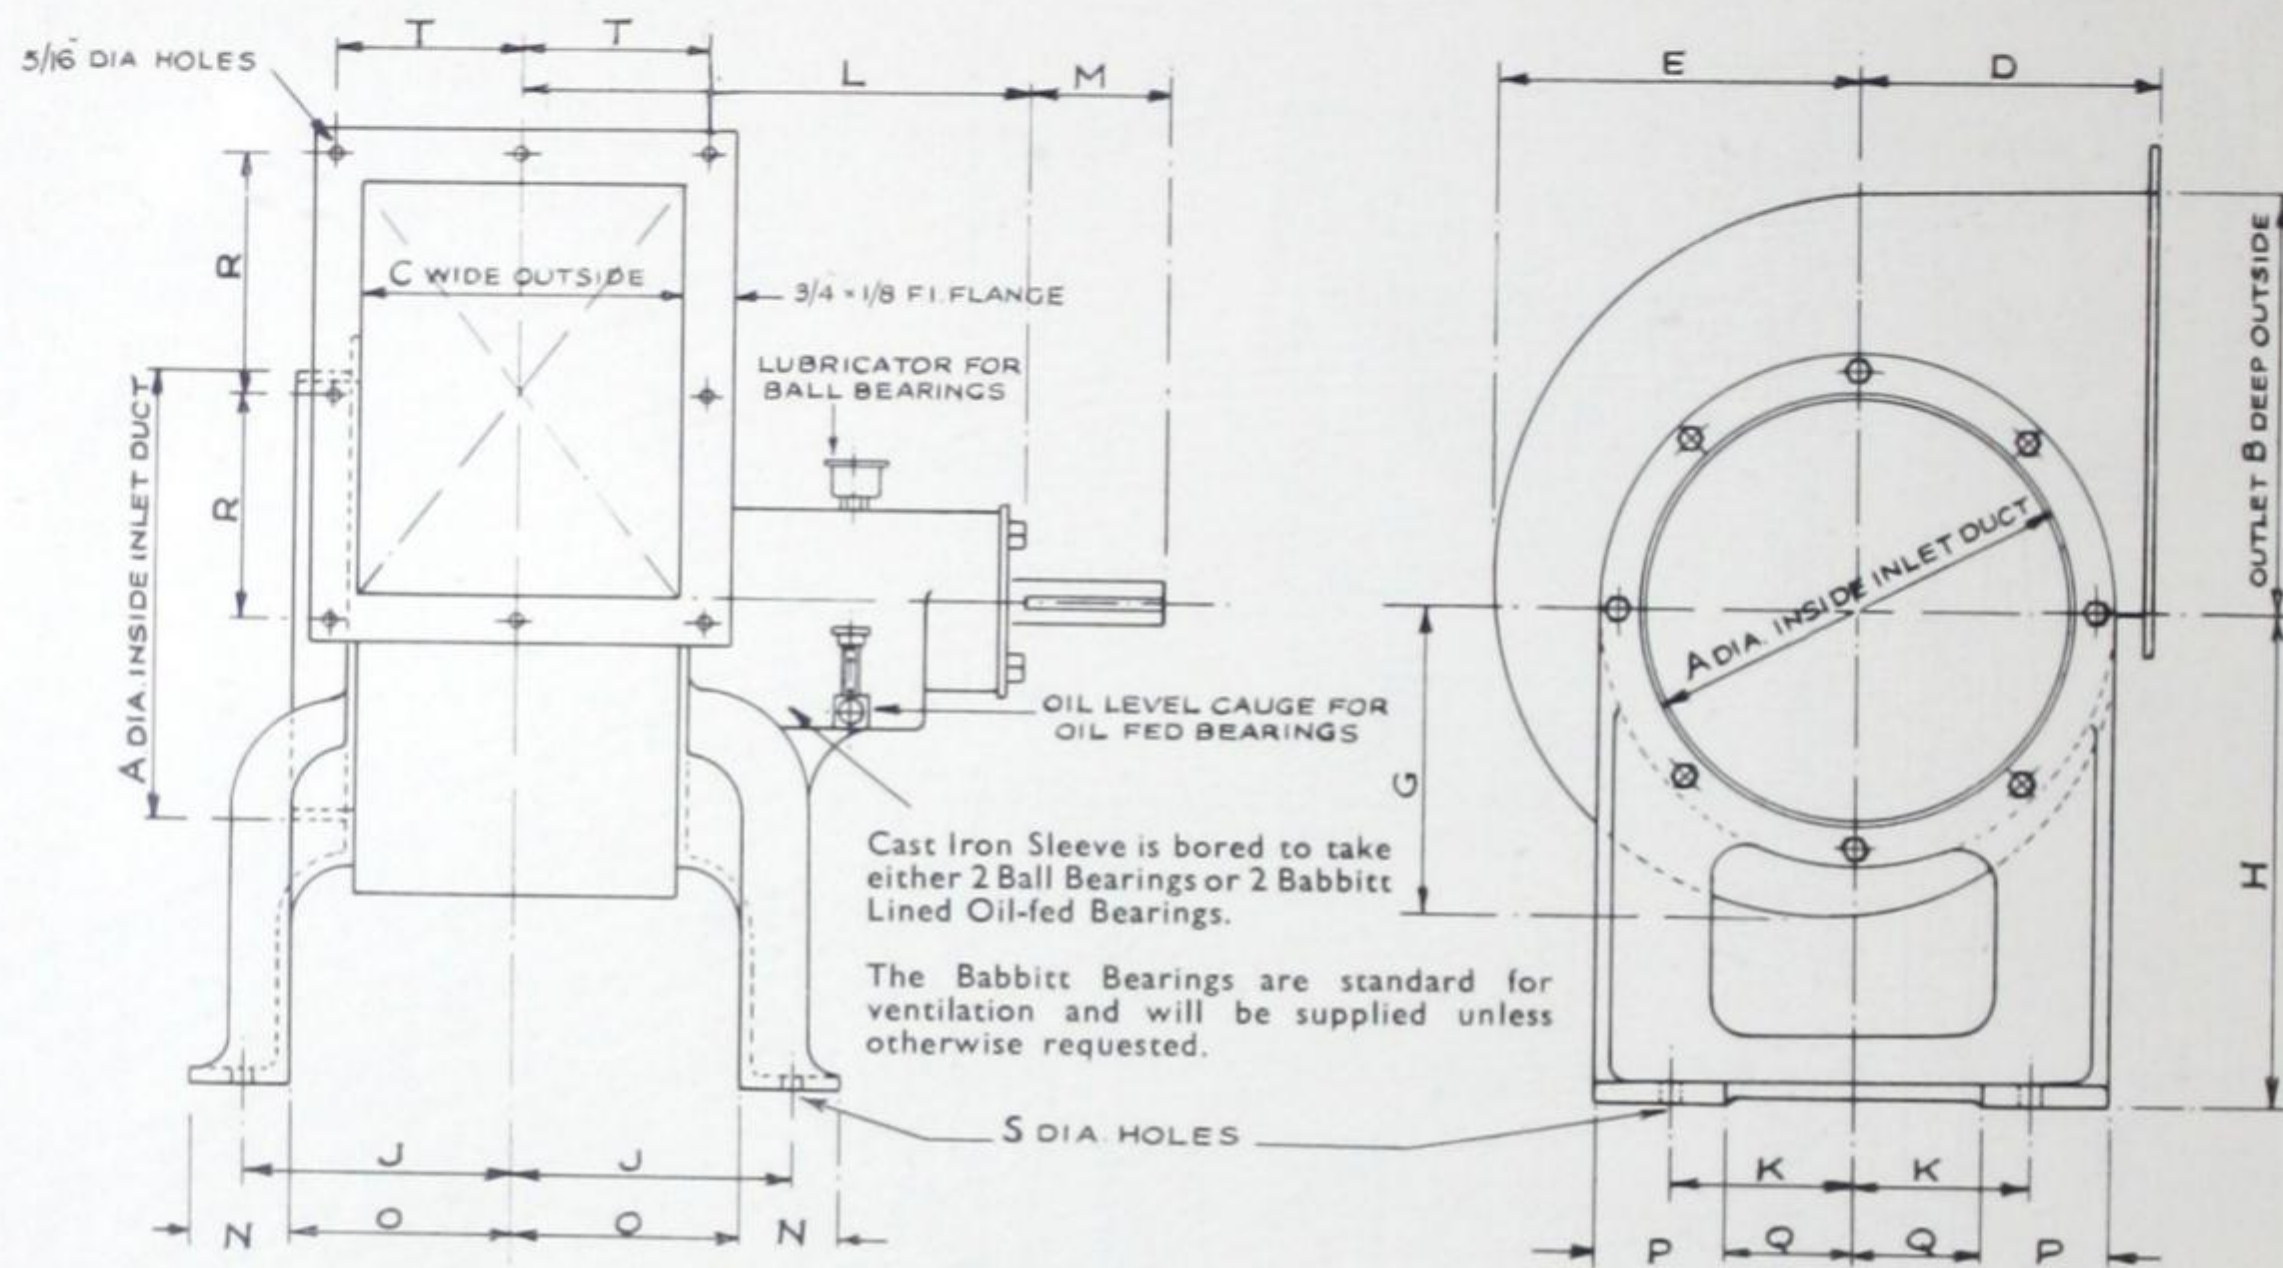 T T
5/16" DIA HOLES
L M
E D
R
C WIDE OUTSIDE
3/4 × 1/8 F.I. FLANGE
LUBRICATOR FOR
BALL BEARINGS
R
A DIA. INSIDE INLET DUCT
OUTLET B DEEP OUTSIDE
A DIA. INSIDE INLET DUCT
OIL LEVEL GAUGE FOR
OIL FED BEARINGS
G
H
Cast Iron Sleeve is bored to take
either 2 Ball Bearings or 2 Babbitt
Lined Oil-fed Bearings.
The Babbitt Bearings are standard for
ventilation and will be supplied unless
otherwise requested.
S DIA. HOLES
J J
K K
N O O N
P Q Q P